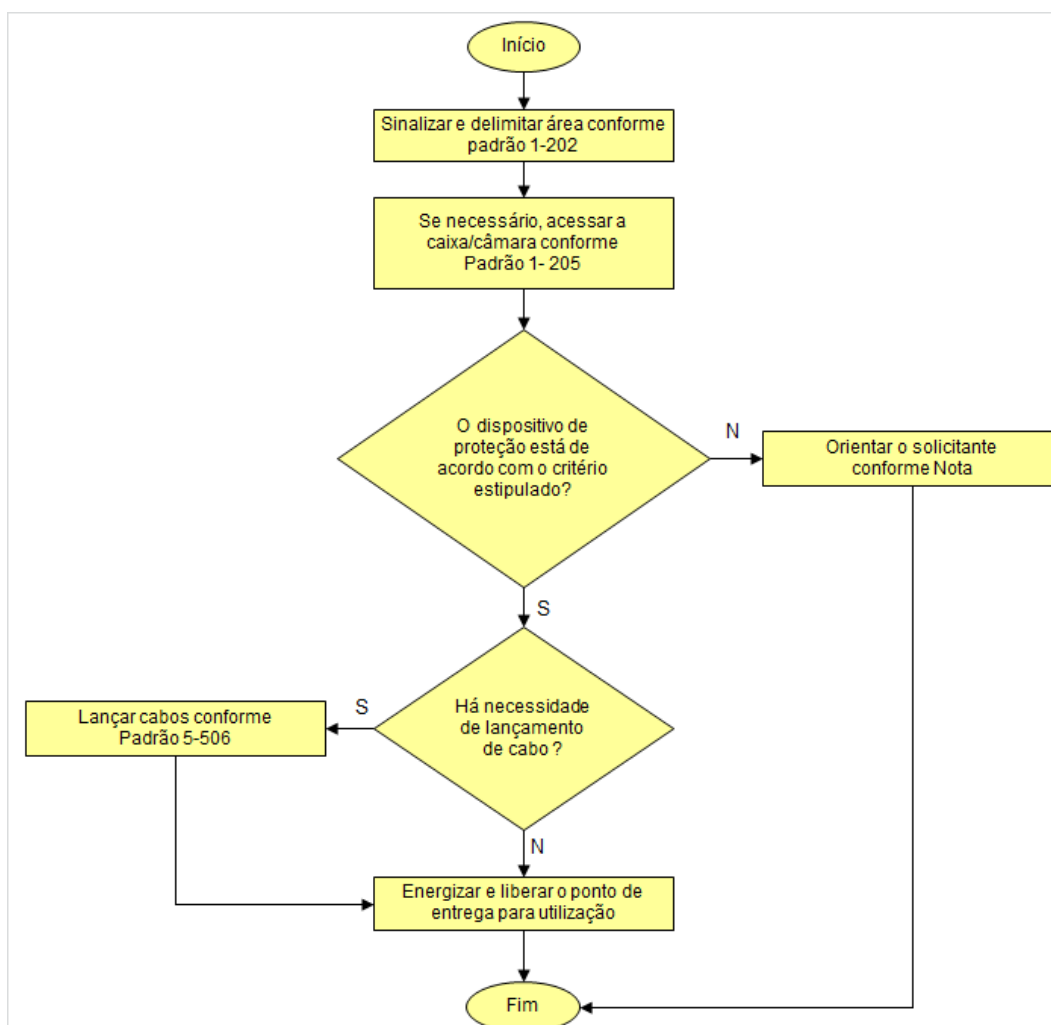 Início
Sinalizar e delimitar área conforme
padrão 1-202
Se necessário, acessar a
caixa/câmara conforme
Padrão 1- 205
O dispositivo de
proteção está de
acordo com o critério
estipulado?
N
Orientar o solicitante
conforme Nota
S
Há necessidade
de lançamento
de cabo ?
S
Lançar cabos conforme
Padrão 5-506
N
Energizar e liberar o ponto de
entrega para utilização
Fim